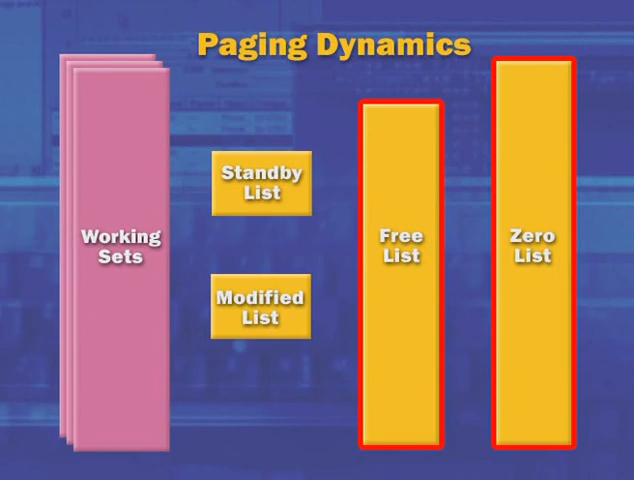 Paging Dynamics
Working
Sets
Standby
List
Modified
List
Free
List
Zero
List